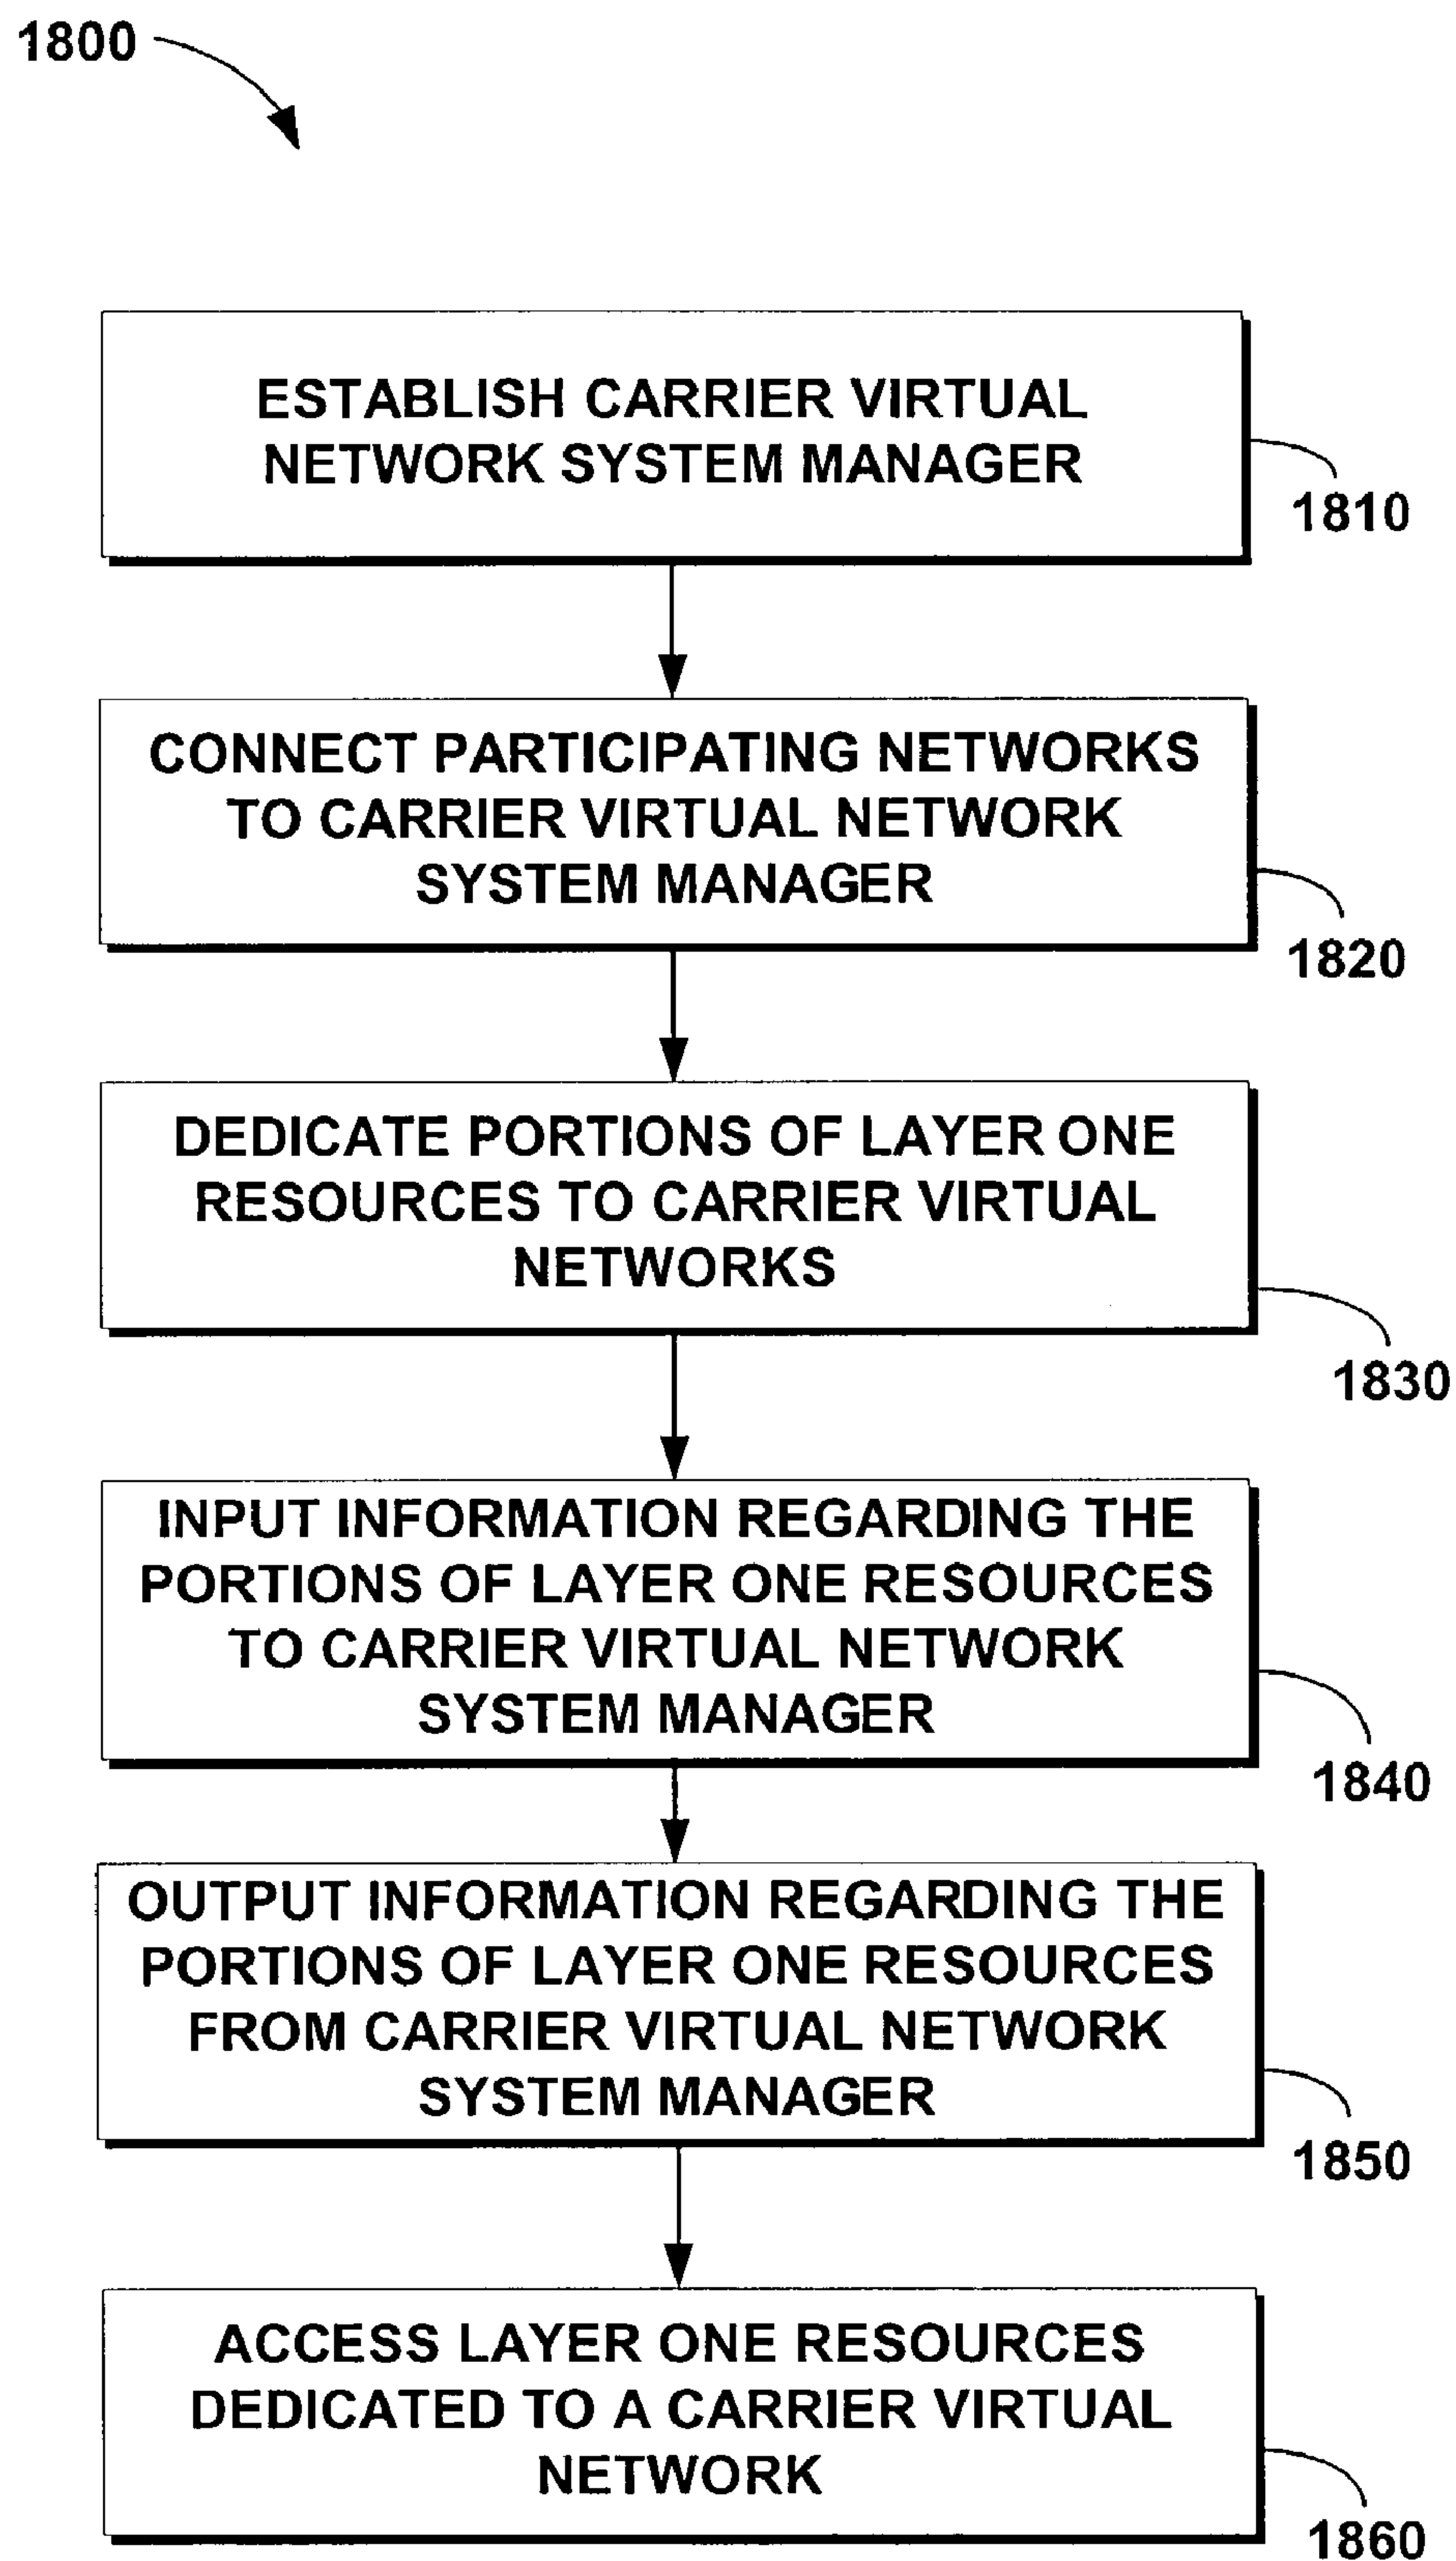 1800
ESTABLISH CARRIER VIRTUAL
NETWORK SYSTEM MANAGER
1810
CONNECT PARTICIPATING NETWORKS
TO CARRIER VIRTUAL NETWORK
SYSTEM MANAGER
1820
DEDICATE PORTIONS OF LAYER ONE
RESOURCES TO CARRIER VIRTUAL
NETWORKS
1830
INPUT INFORMATION REGARDING THE
PORTIONS OF LAYER ONE RESOURCES
TO CARRIER VIRTUAL NETWORK
SYSTEM MANAGER
1840
OUTPUT INFORMATION REGARDING THE
PORTIONS OF LAYER ONE RESOURCES
FROM CARRIER VIRTUAL NETWORK
SYSTEM MANAGER
1850
ACCESS LAYER ONE RESOURCES
DEDICATED TO A CARRIER VIRTUAL
NETWORK
1860